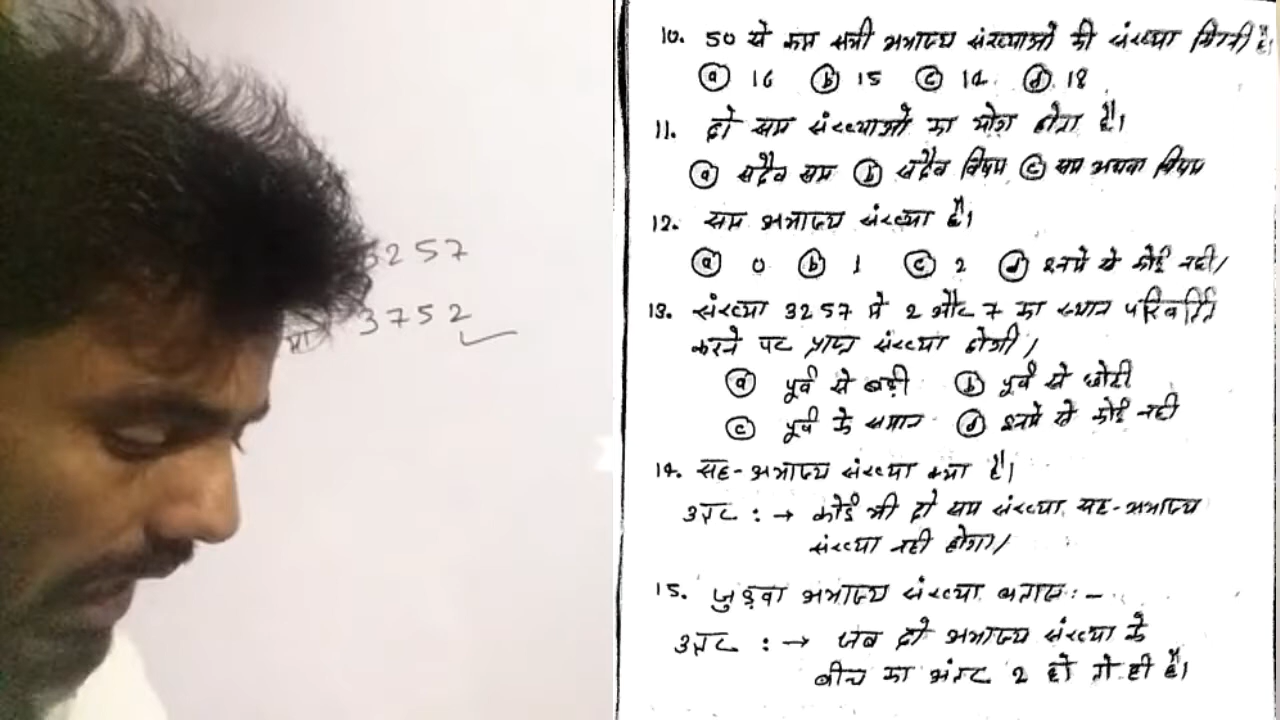 3257
3752
10. 50 से कम सभी अभाज्य संख्याओं की संख्या कितनी है।
ⓐ 16 ⓑ 15 ⓒ 14 ⓓ 18
11. दो सम संख्याओं का योग होता है।
ⓐ सदैव सम ⓑ सदैव विषम ⓒ सम अथवा विषम
12. सम अभाज्य संख्या है।
ⓐ 0 ⓑ 1 ⓒ 2 ⓓ इनमे से कोई नही।
13. संख्या 3257 मे 2 और 7 का स्थान परिवर्तित
करने पर प्राप्त संख्या होगी।
ⓐ पूर्व से बड़ी ⓑ पूर्व से छोटी
ⓒ पूर्व के समान ⓓ इनमे से कोई नही
14. सह-अभाज्य संख्या क्या है।
उत्तर :→ कोई भी दो सम संख्या सह-अभाज्य
संख्या नही होगा।
15. जुड़वा अभाज्य संख्या बताए:-
उत्तर :→ जब दो अभाज्य संख्या के
बीच का अंतर 2 हो तो ही है।